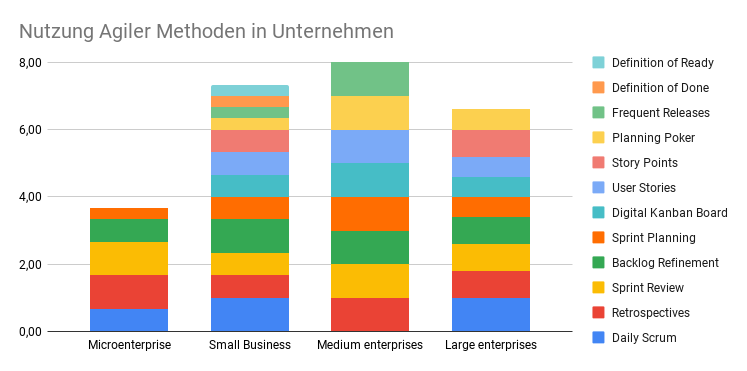 Nutzung Agiler Methoden in Unternehmen
8,00
6,00
4,00
2,00
0,00
Microenterprise
Small Business
Medium enterprises
Large enterprises
Definition of Ready
Definition of Done
Frequent Releases
Planning Poker
Story Points
User Stories
Digital Kanban Board
Sprint Planning
Backlog Refinement
Sprint Review
Retrospectives
Daily Scrum